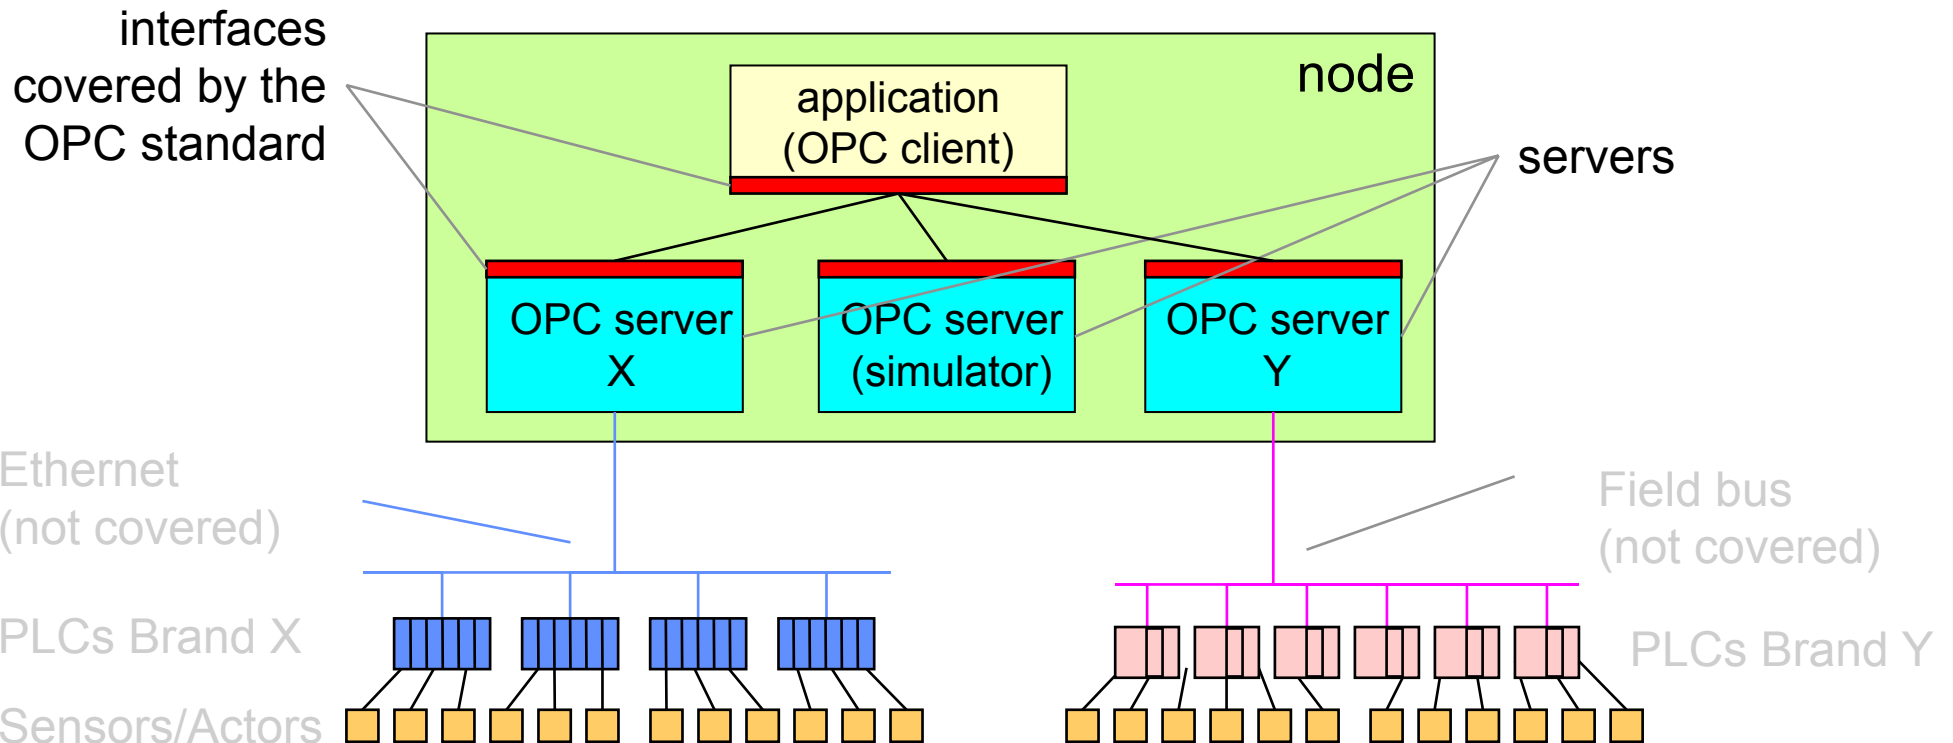 interfaces
covered by the
OPC standard
node
application
(OPC client)
servers
OPC server
X
OPC server
(simulator)
OPC server
Y
Ethernet
(not covered)
Field bus
(not covered)
PLCs Brand X
PLCs Brand Y
Sensors/Actors